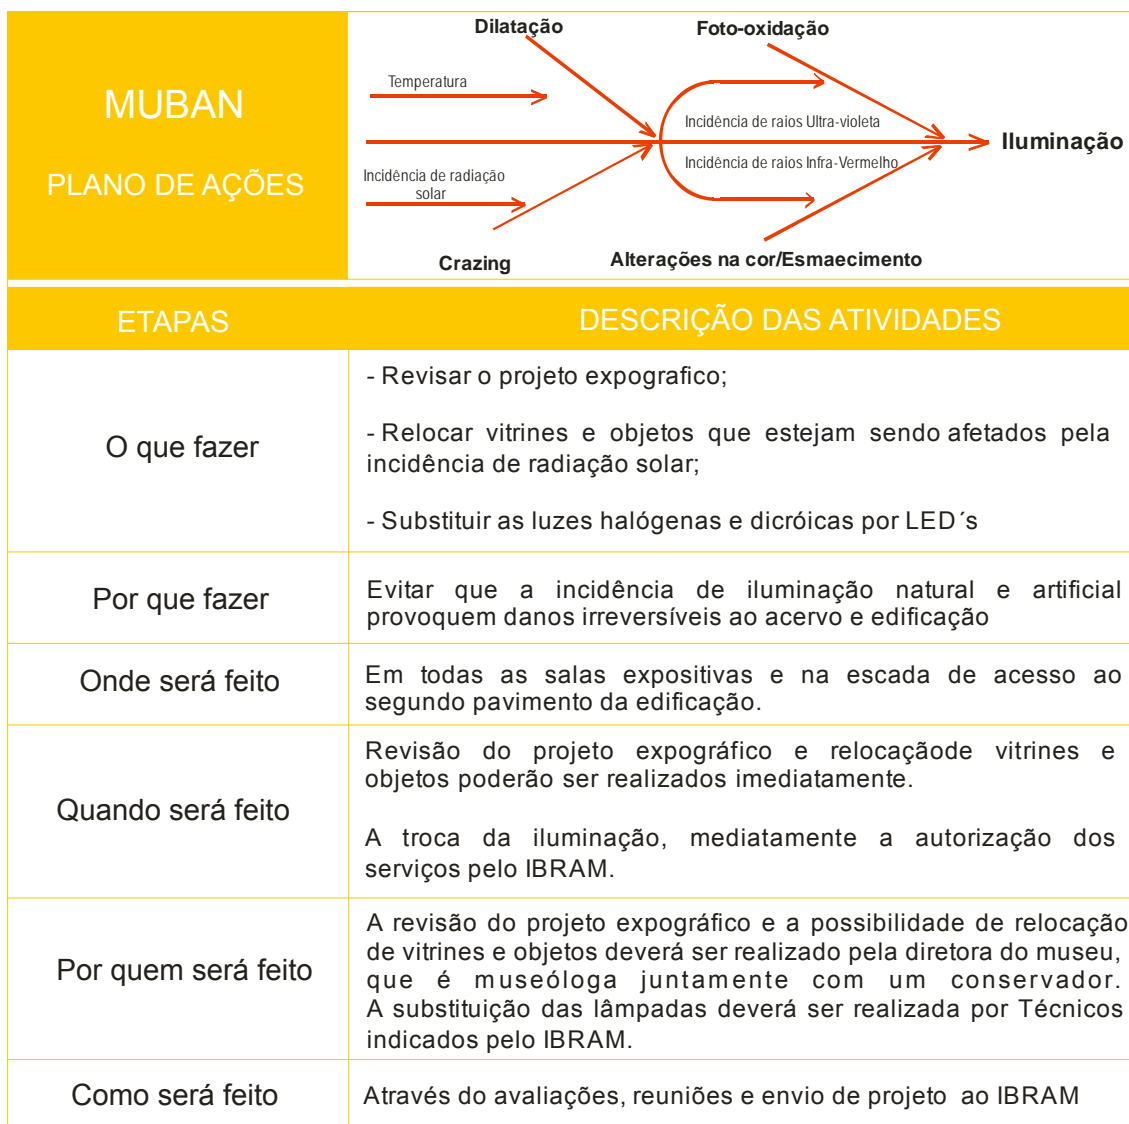 MUBAN
PLANO DE AÇÕES
Dilatação
Foto-oxidação
Temperatura
Incidência de raios Ultra-violeta
Iluminação
Incidência de raios Infra-Vermelho
Incidência de radiação
solar
Crazing
Alterações na cor/Esmaecimento
ETAPAS
DESCRIÇÃO DAS ATIVIDADES
O que fazer
- Revisar o projeto expografico;
- Relocar vitrines e objetos que estejam sendo afetados pela
incidência de radiação solar;
- Substituir as luzes halógenas e dicróicas por LED´s
Por que fazer
Evitar que a incidência de iluminação natural e artificial
provoquem danos irreversíveis ao acervo e edificação
Onde será feito
Em todas as salas expositivas e na escada de acesso ao
segundo pavimento da edificação.
Quando será feito
Revisão do projeto expográfico e relocaçãode vitrines e
objetos poderão ser realizados imediatamente.
A troca da iluminação, mediatamente a autorização dos
serviços pelo IBRAM.
Por quem será feito
A revisão do projeto expográfico e a possibilidade de relocação
de vitrines e objetos deverá ser realizado pela diretora do museu,
que é museóloga juntamente com um conservador.
A substituição das lâmpadas deverá ser realizada por Técnicos
indicados pelo IBRAM.
Como será feito
Através do avaliações, reuniões e envio de projeto ao IBRAM